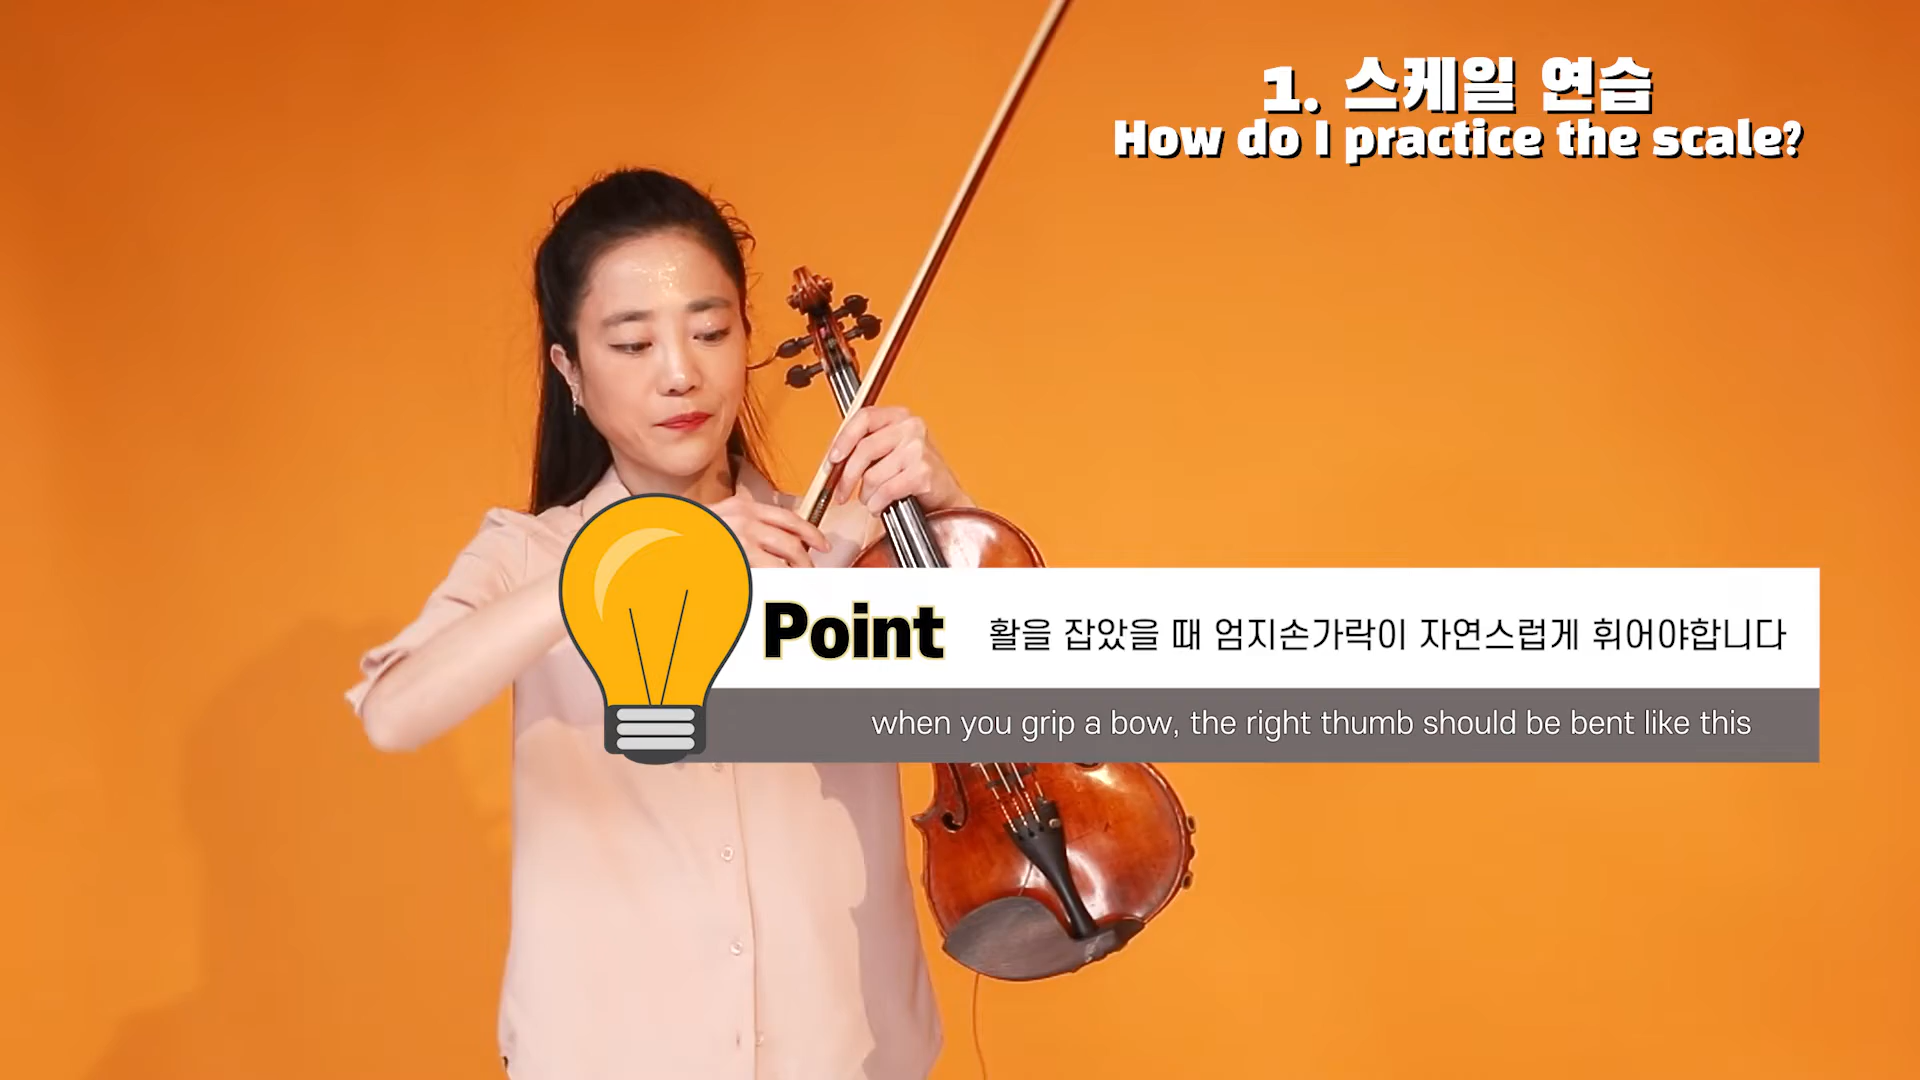 1. 스케일 연습
How do I practice the scale?
Point
활을 잡았을 때 엄지손가락이 자연스럽게 휘어야합니다
when you grip a bow, the right thumb should be bent like this